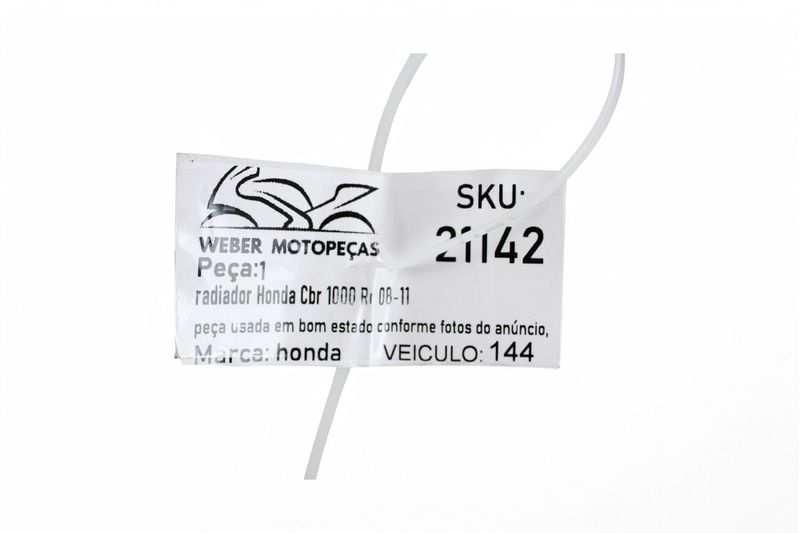 WEBER MOTOPEÇAS
SKU:
21142
Peça:1
radiador Honda Cbr 1000 Rr 08-11
peça usada em bom estado conforme fotos do anúncio,
Marca: honda VEICULO: 144